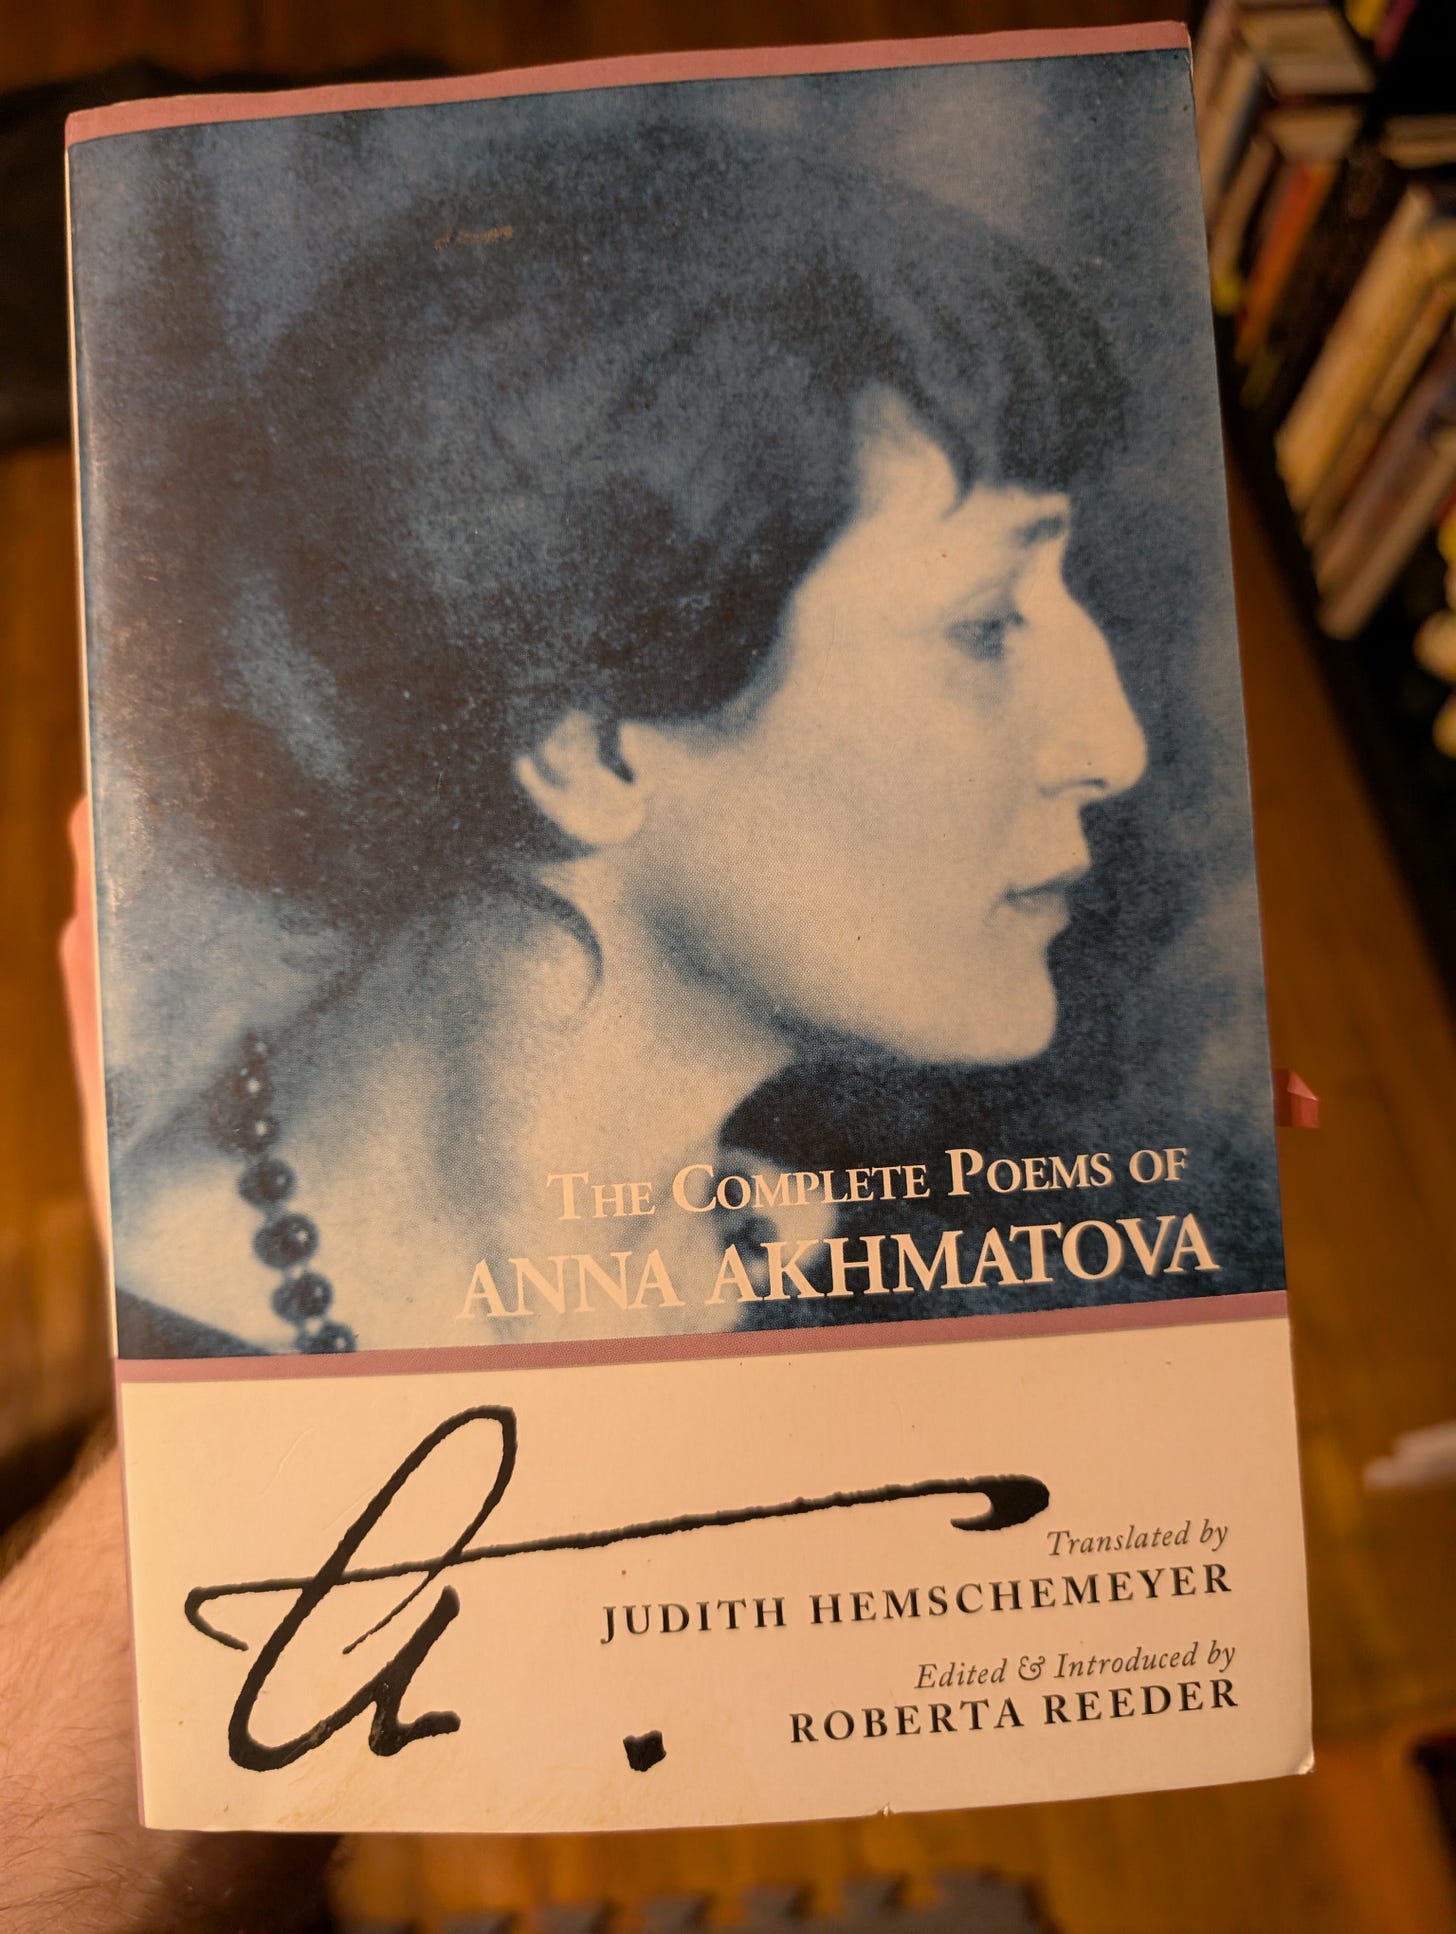 THE COMPLETE POEMS OF
ANNA AKHMATOVA
Translated by
JUDITH HEMSCHEMEYER
Edited & Introduced by
ROBERTA REEDER